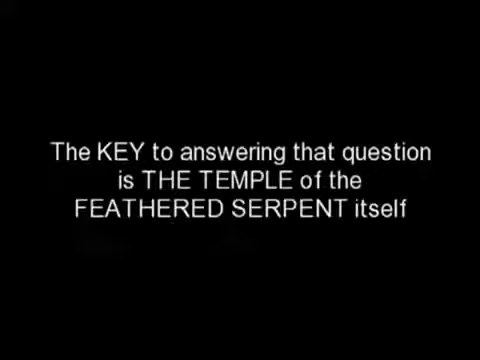 The KEY to answering that question
is THE TEMPLE of the
FEATHERED SERPENT itself